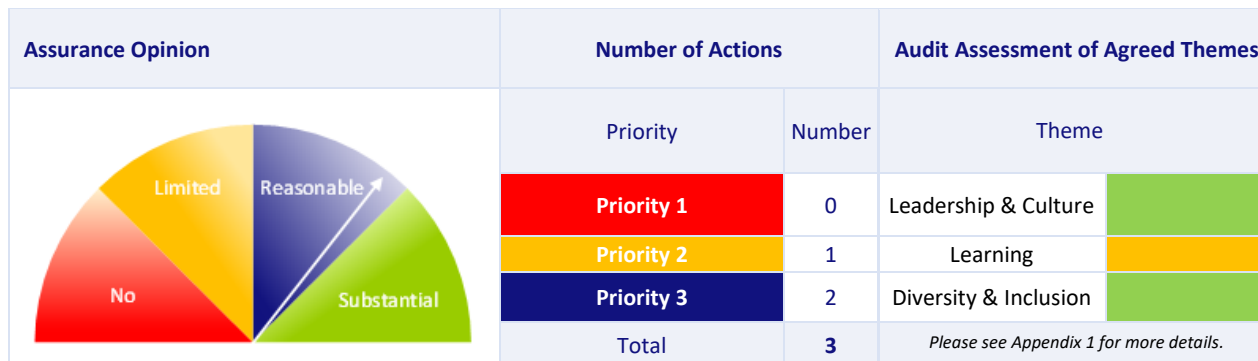 Assurance Opinion
Number of Actions
Audit Assessment of Agreed Themes
No
Limited
Reasonable
Substantial
Priority
Number
Theme
Priority 1
0
Leadership & Culture
Priority 2
1
Learning
Priority 3
2
Diversity & Inclusion
Total
3
Please see Appendix 1 for more details.